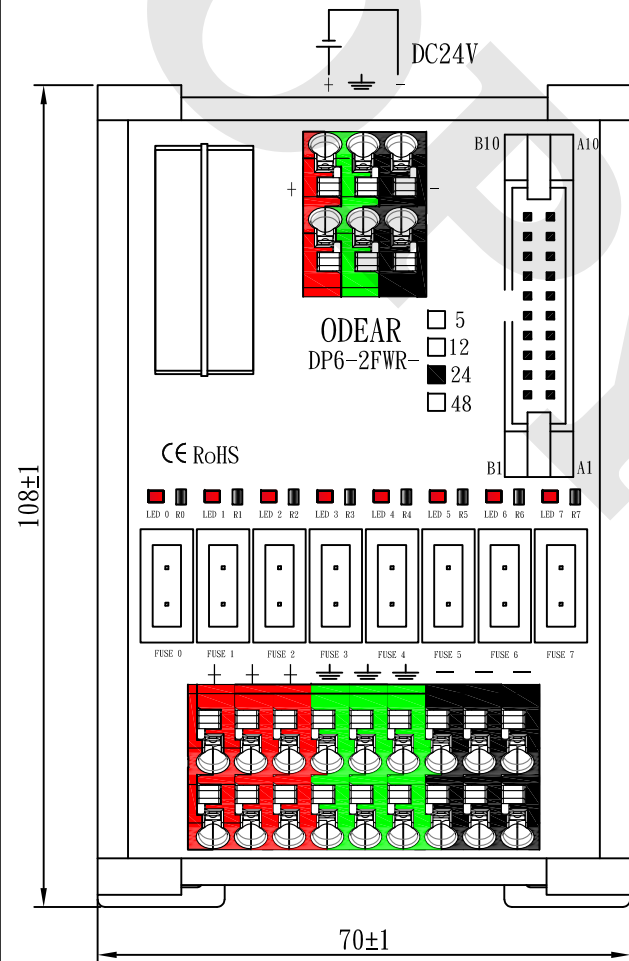 DC24V
+ ⏚ −
B10 A10
+ −
ODEAR
DP6-2FWR-
5
12
24
48
CE RoHS
B1 A1
LED 0 R0 LED 1 R1 LED 2 R2 LED 3 R3 LED 4 R4 LED 5 R5 LED 6 R6 LED 7 R7
FUSE 0 FUSE 1 FUSE 2 FUSE 3 FUSE 4 FUSE 5 FUSE 6 FUSE 7
+ + + ⏚ ⏚ ⏚ − − −
108±1
70±1